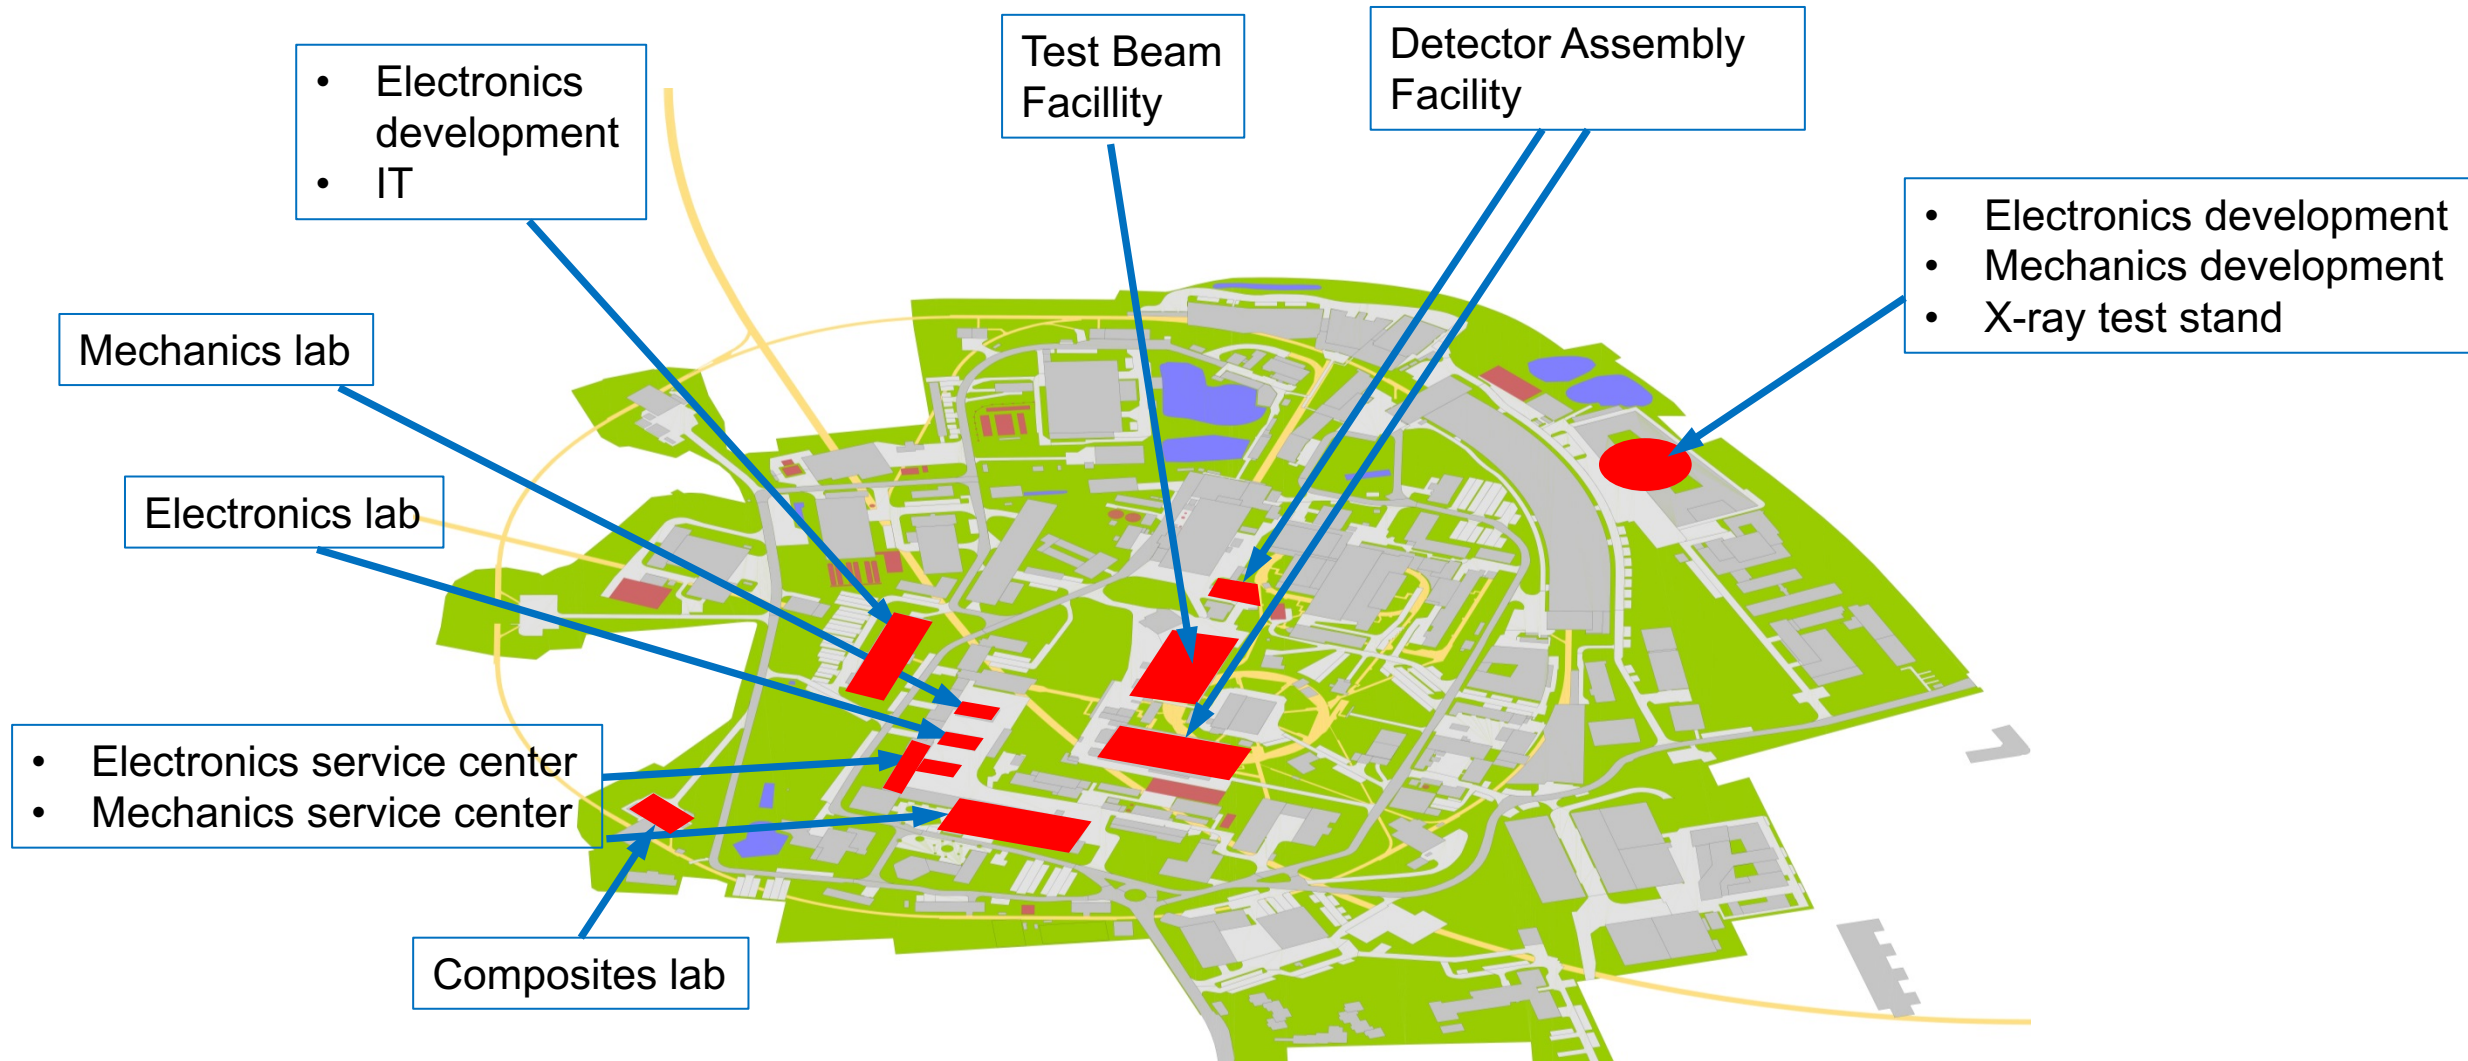 Test Beam
Facillity
Detector Assembly
Facility
• Electronics
development
• IT
• Electronics development
• Mechanics development
• X-ray test stand
Mechanics lab
Electronics lab
• Electronics service center
• Mechanics service center
Composites lab